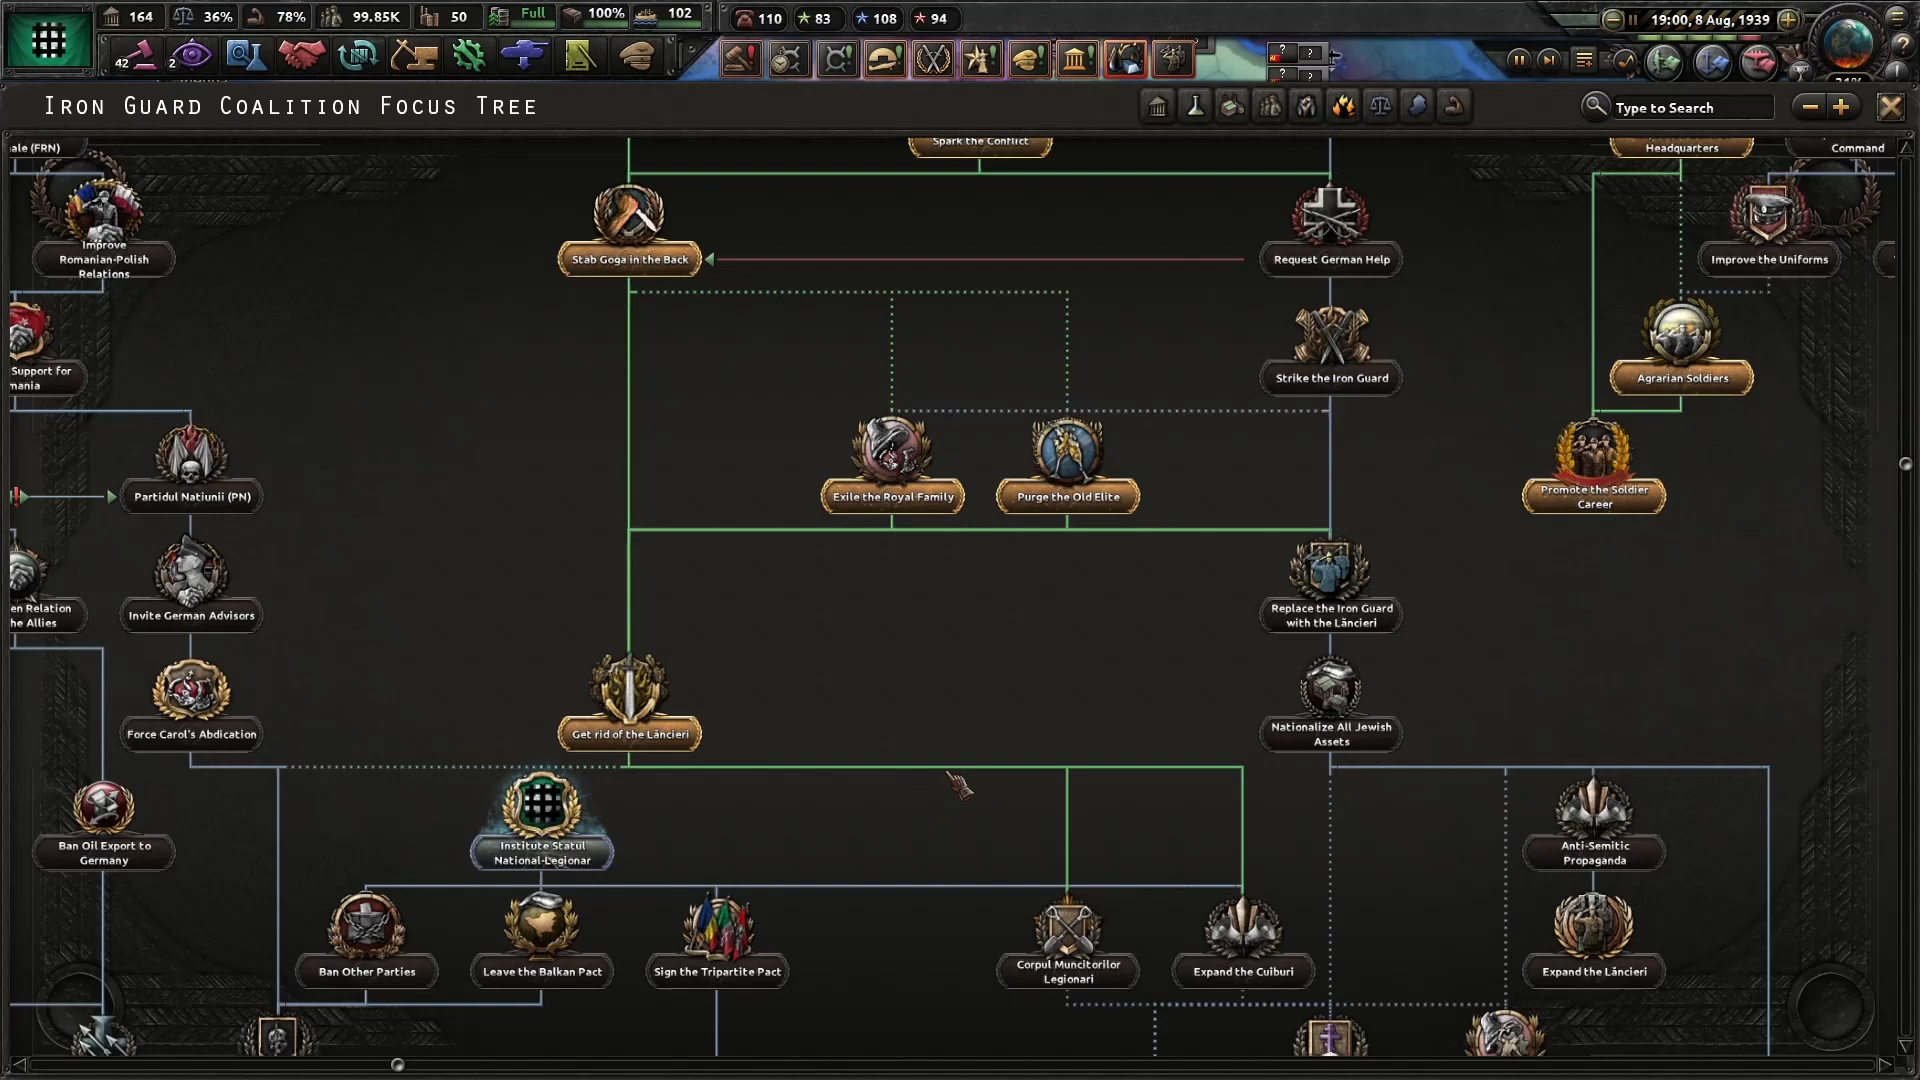 164
36%
78%
99.85K
50
Full
100%
102
110
83
108
94
19:00, 8 Aug, 1939
42
2
?
?
?
?
?
21%
IRON GUARD COALITION FOCUS TREE
Type to Search
ale (FRN)
Spark the Conflict
Headquarters
Command
Improve
Romanian-Polish
Relations
Stab Goga in the Back
Request German Help
Improve the Uniforms
Support for
mania
Strike the Iron Guard
Agrarian Soldiers
Partidul Natiunii (PN)
Exile the Royal Family
Purge the Old Elite
Promote the Soldier
Career
en Relation
he Allies
Invite German Advisors
Replace the Iron Guard
with the Lăncieri
Force Carol's Abdication
Get rid of the Lăncieri
Nationalize All Jewish
Assets
Ban Oil Export to
Germany
Institute Statul
National-Legionar
Anti-Semitic
Propaganda
Ban Other Parties
Leave the Balkan Pact
Sign the Tripartite Pact
Corpul Muncitorilor
Legionari
Expand the Cuiburi
Expand the Lăncieri